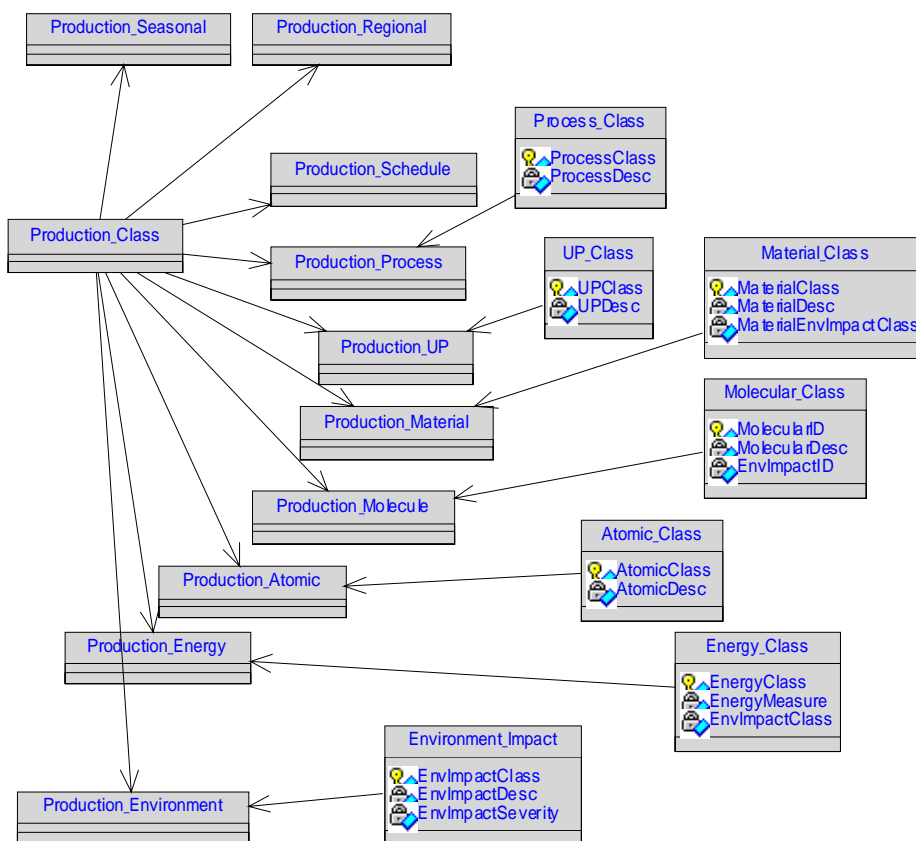 Production_Seasonal
Production_Regional
Process_Class
ProcessClass
ProcessDesc
Production_Schedule
Production_Class
Production_Process
UP_Class
UPClass
UPDesc
Material_Class
MaterialClass
MaterialDesc
MaterialEnvImpactClass
Production_UP
Production_Material
Molecular_Class
MolecularID
MolecularDesc
EnvImpactID
Production_Molecule
Atomic_Class
AtomicClass
AtomicDesc
Production_Atomic
Production_Energy
Energy_Class
EnergyClass
EnergyMeasure
EnvImpactClass
Environment_Impact
EnvImpactClass
EnvImpactDesc
EnvImpactSeverity
Production_Environment